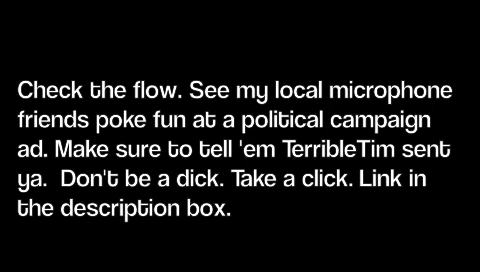 Check the flow. See my local microphone
friends poke fun at a political campaign
ad. Make sure to tell 'em TerribleTim sent
ya.  Don't be a dick. Take a click. Link in
the description box.